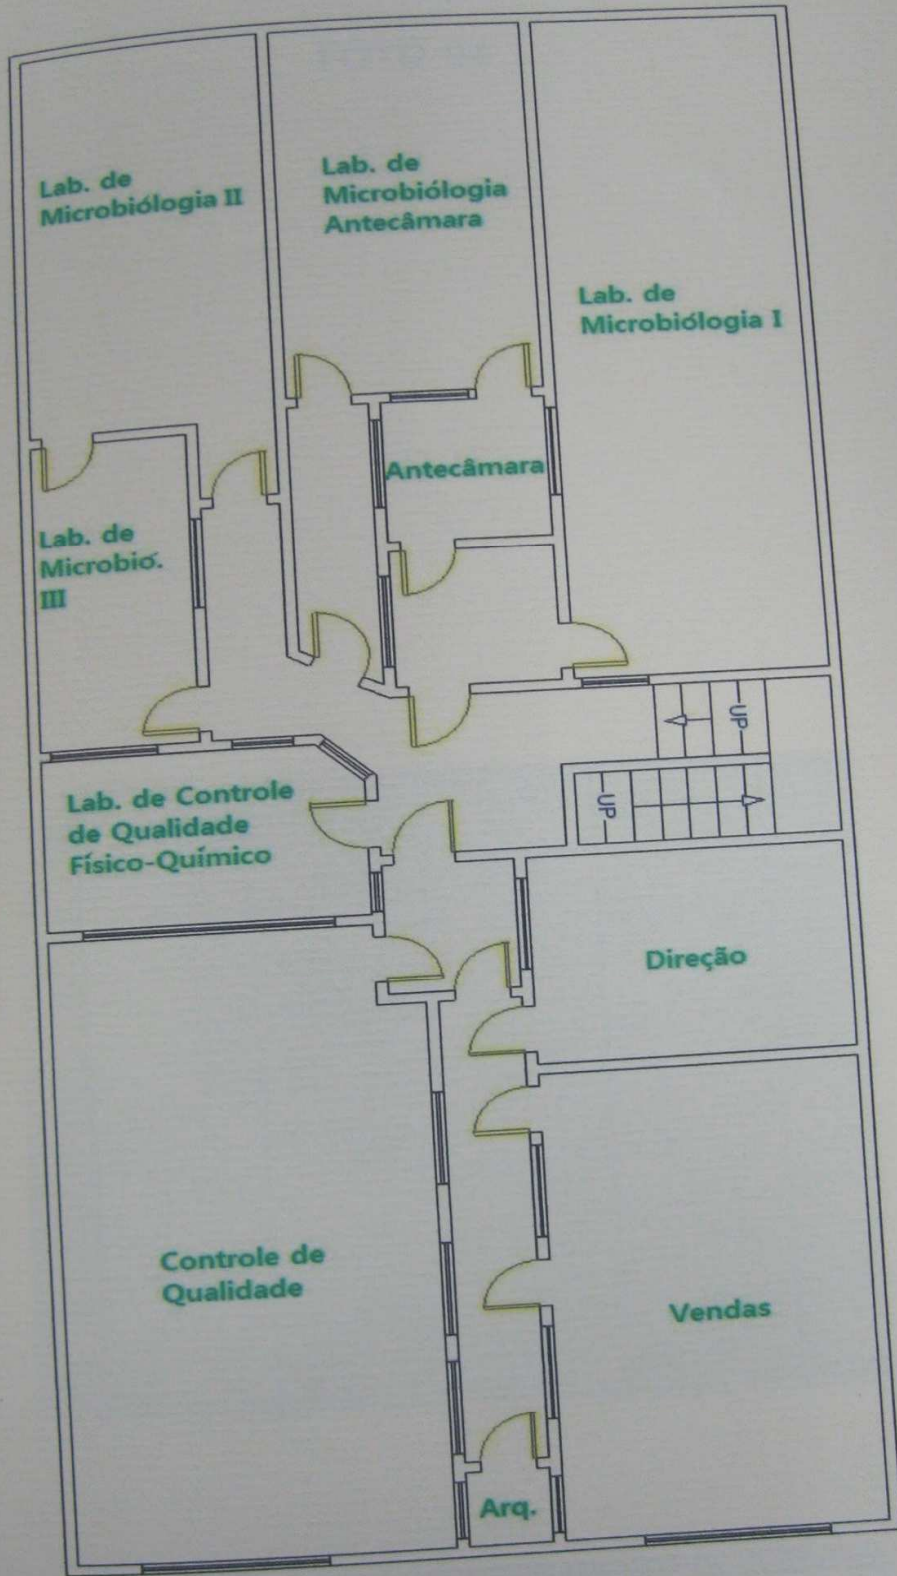 Lab. de
Microbiólogia II
Lab. de
Microbiólogia
Antecâmara
Lab. de
Microbiólogia I
Antecâmara
Lab. de
Microbió.
III
UP
UP
Lab. de Controle
de Qualidade
Físico-Químico
Direção
Controle de
Qualidade
Vendas
Arq.